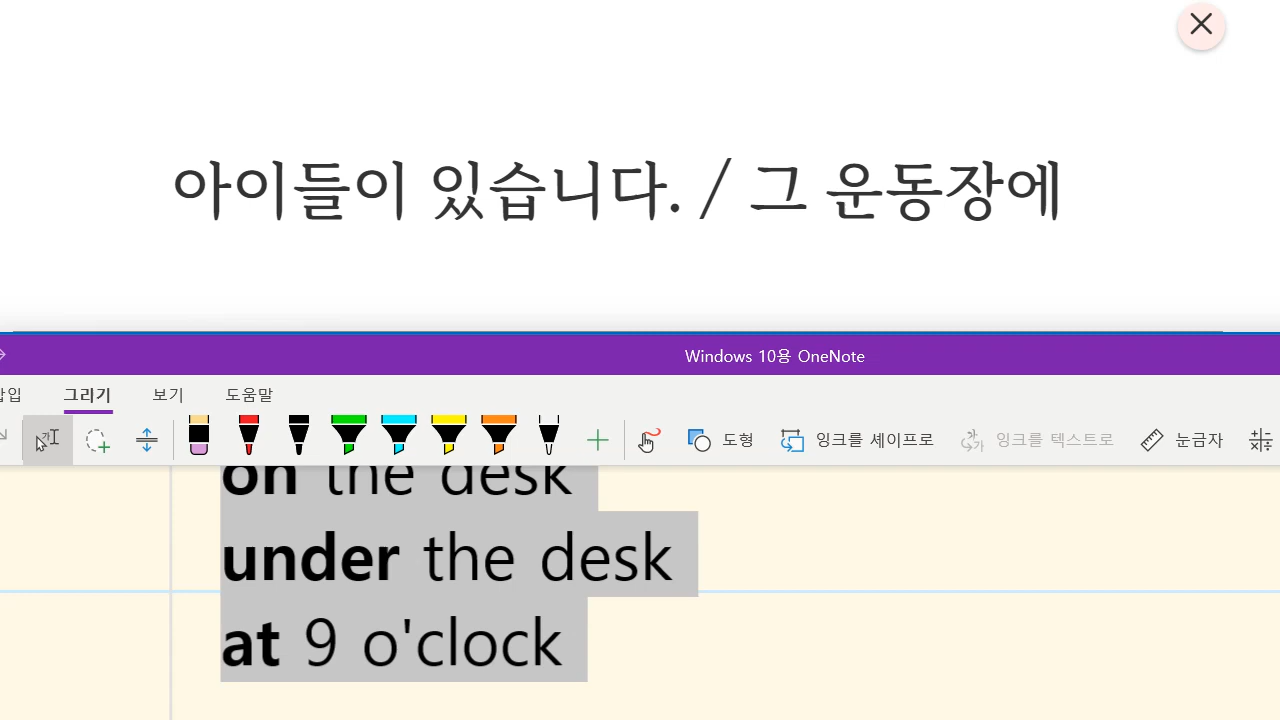 아이들이 있습니다. / 그 운동장에
Windows 10용 OneNote
삽입 그리기 보기 도움말
도형 잉크를 셰이프로 잉크를 텍스트로 눈금자
on the desk
under the desk
at 9 o'clock